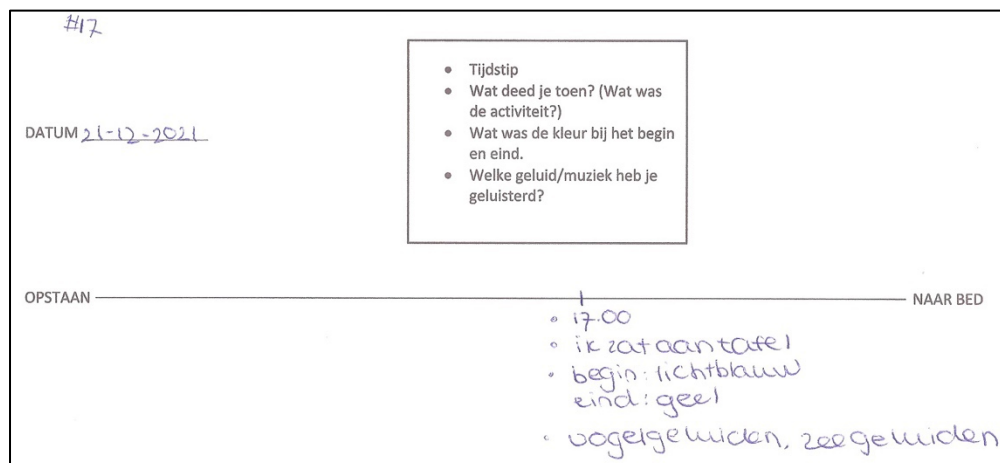 #17
• Tijdstip
• Wat deed je toen? (Wat was
de activiteit?)
• Wat was de kleur bij het begin
en eind.
• Welke geluid/muziek heb je
geluisterd?
DATUM 21-12-2021
OPSTAAN NAAR BED
• 17.00
• ik zat aan tafel
• begin: lichtblauw
eind: geel
• vogelgeluiden, zeegeluiden